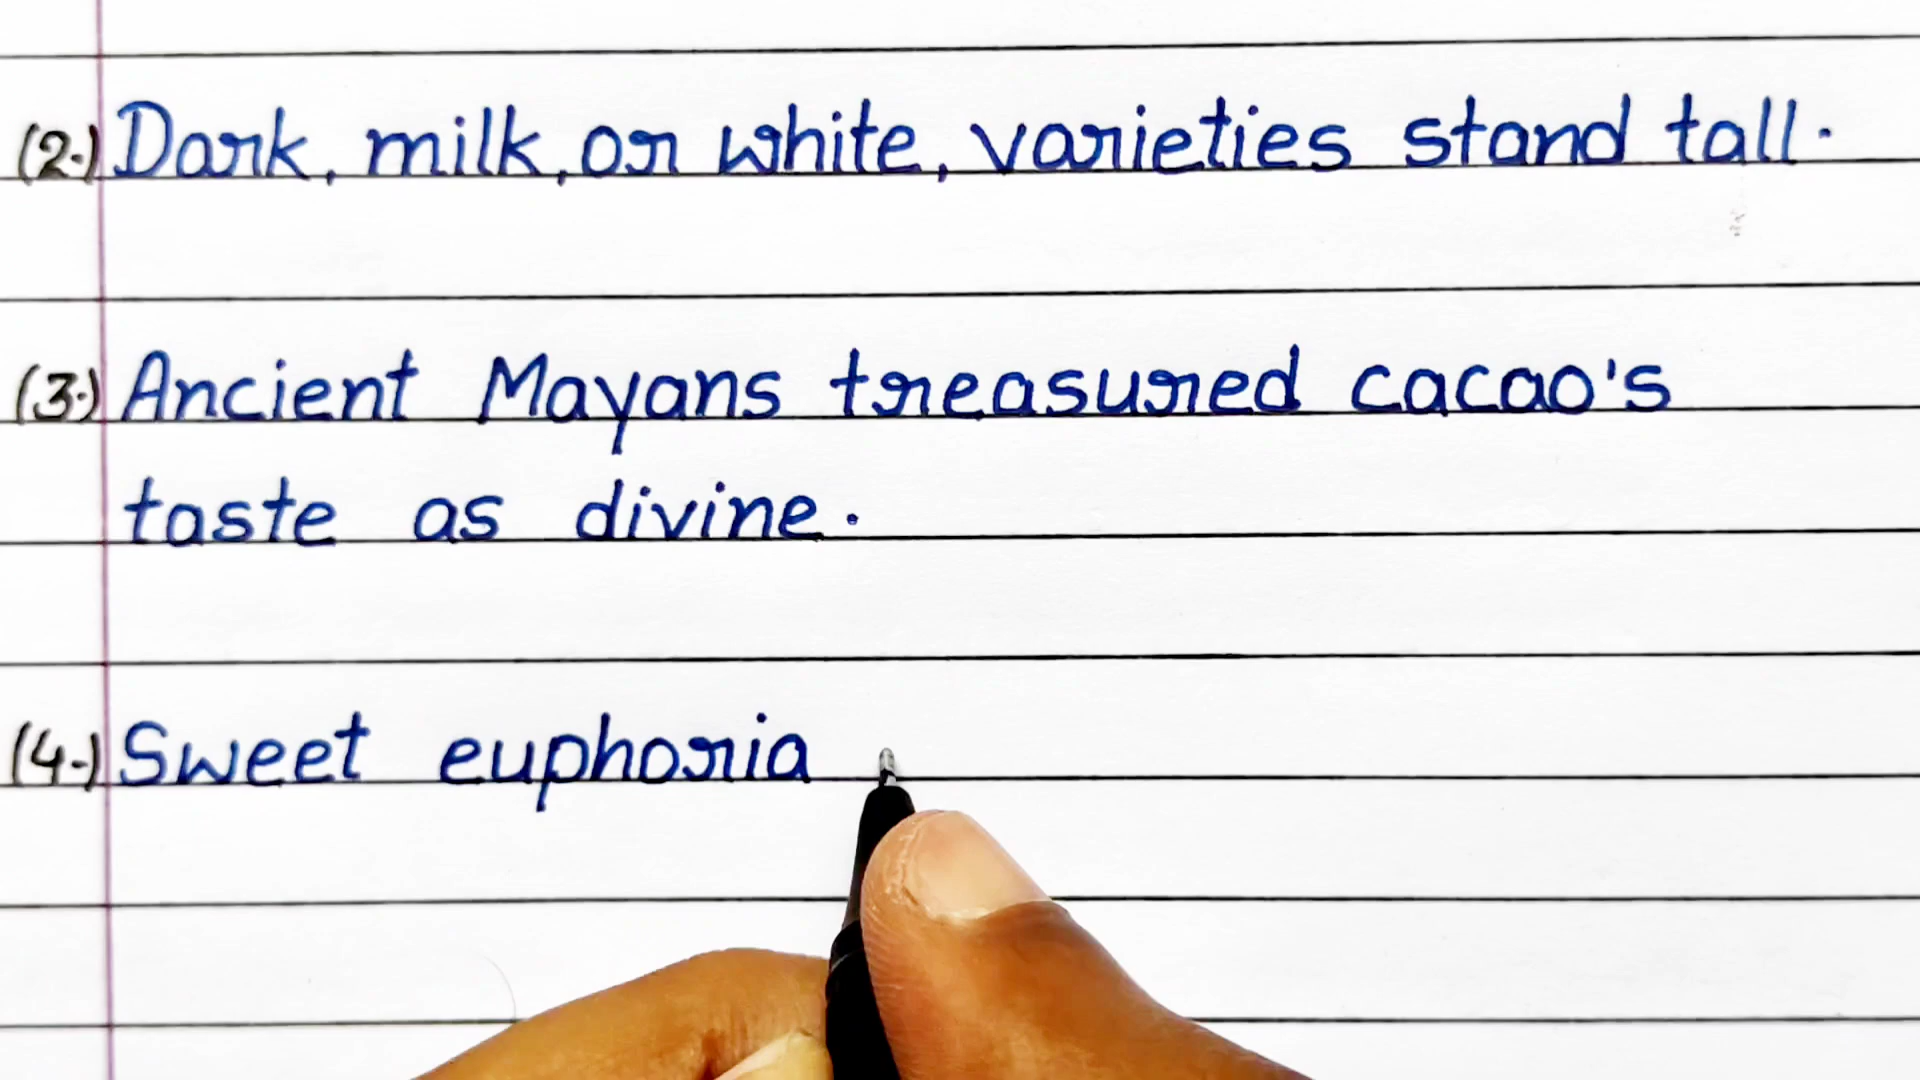 (2.) Dark, milk, or white, varieties stand tall.
(3.) Ancient Mayans treasured cacao's
taste as divine.
(4.) Sweet euphoria